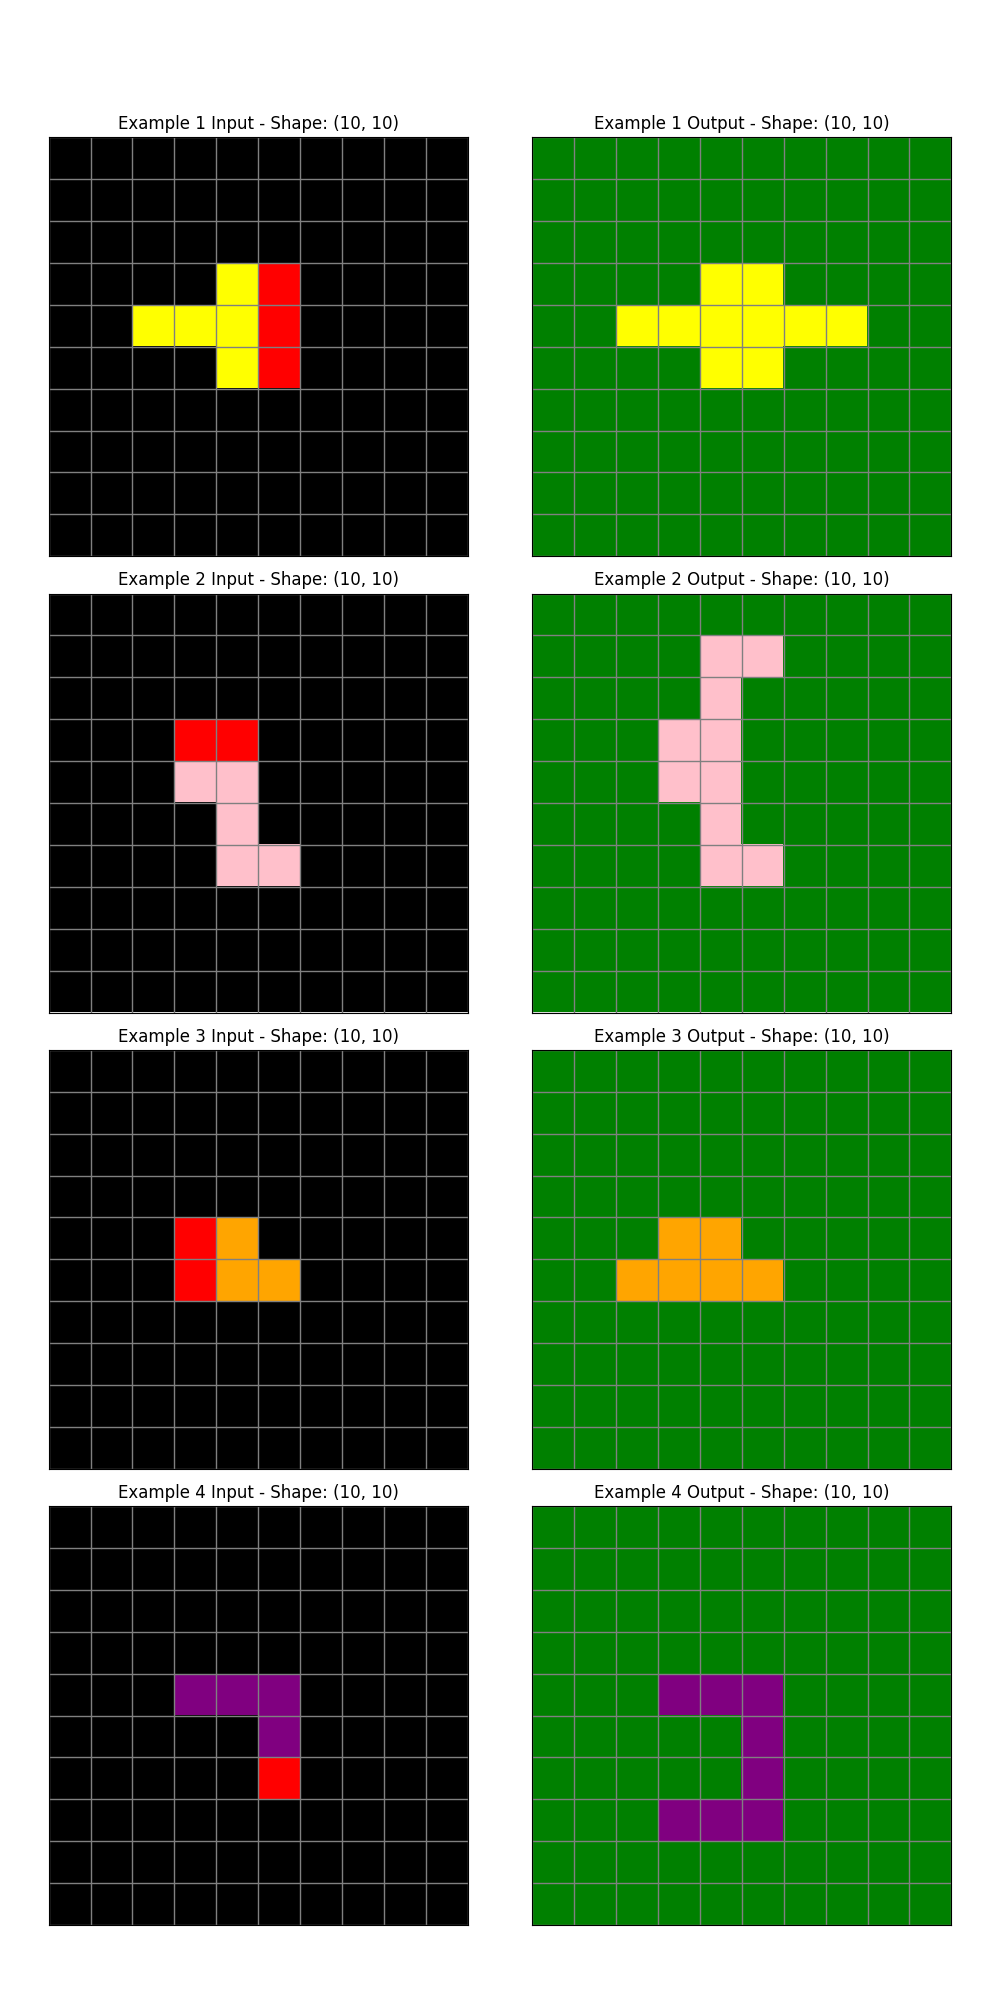 Example 1 Input - Shape: (10, 10)
Example 1 Output - Shape: (10, 10)
Example 2 Input - Shape: (10, 10)
Example 2 Output - Shape: (10, 10)
Example 3 Input - Shape: (10, 10)
Example 3 Output - Shape: (10, 10)
Example 4 Input - Shape: (10, 10)
Example 4 Output - Shape: (10, 10)